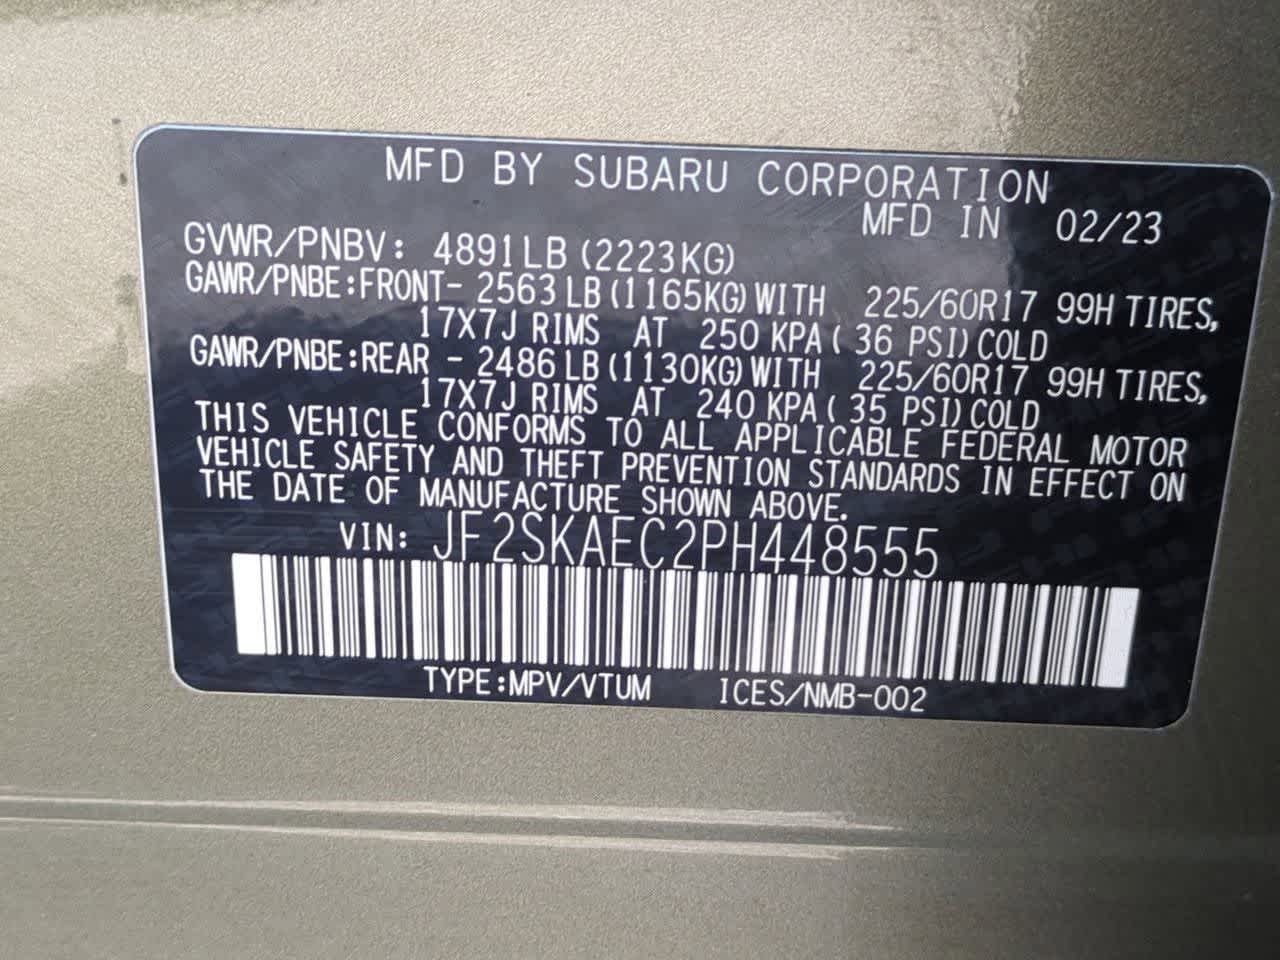 MFD BY SUBARU CORPORATION
MFD IN 02/23
GVWR/PNBV: 4891LB (2223KG)
GAWR/PNBE:FRONT- 2563LB(1165KG)WITH 225/60R17 99H TIRES,
17X7J RIMS AT 250 KPA( 36 PSI)COLD
GAWR/PNBE:REAR - 2486LB(1130KG)WITH 225/60R17 99H TIRES,
17X7J RIMS AT 240 KPA( 35 PSI)COLD
THIS VEHICLE CONFORMS TO ALL APPLICABLE FEDERAL MOTOR
VEHICLE SAFETY AND THEFT PREVENTION STANDARDS IN EFFECT ON
THE DATE OF MANUFACTURE SHOWN ABOVE.
VIN: JF2SKAEC2PH448555
TYPE:MPV/VTUM ICES/NMB-002